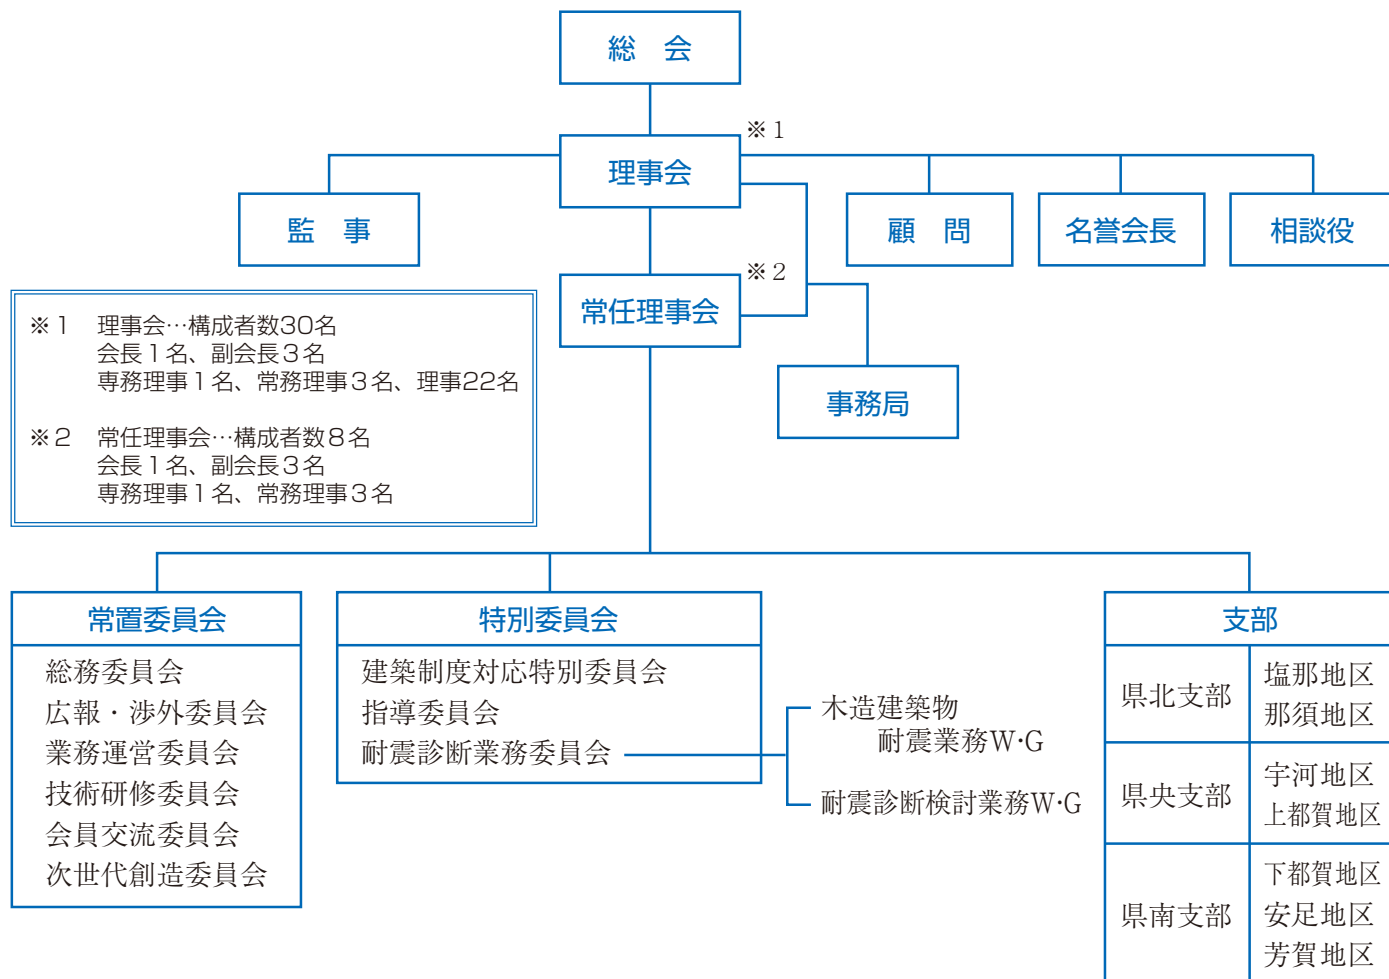 総　会
※１
理事会
監　事
顧　問
名誉会長
相談役
※２
常任理事会
事務局
※１　理事会…構成者数30名
会長１名、副会長３名
専務理事１名、常務理事３名、理事22名
※２　常任理事会…構成者数８名
会長１名、副会長３名
専務理事１名、常務理事３名
常置委員会
総務委員会
広報・渉外委員会
業務運営委員会
技術研修委員会
会員交流委員会
次世代創造委員会
特別委員会
建築制度対応特別委員会
指導委員会
耐震診断業務委員会
木造建築物
耐震業務W・G
耐震診断検討業務W・G
支部
県北支部
塩那地区
那須地区
県央支部
宇河地区
上都賀地区
県南支部
下都賀地区
安足地区
芳賀地区